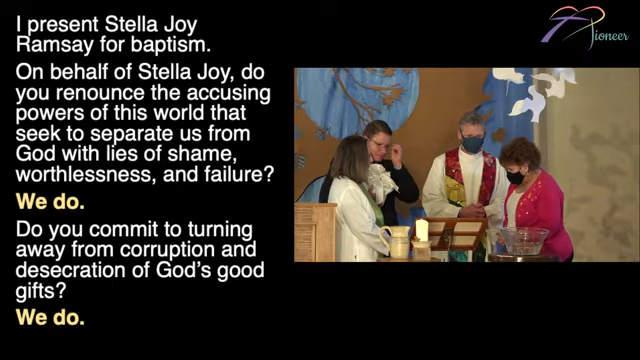 I present Stella Joy
Ramsay for baptism.
On behalf of Stella Joy, do
you renounce the accusing
powers of this world that
seek to separate us from
God with lies of shame,
worthlessness, and failure?
We do.
Do you commit to turning
away from corruption and
desecration of God's good
gifts?
We do.
Pioneer